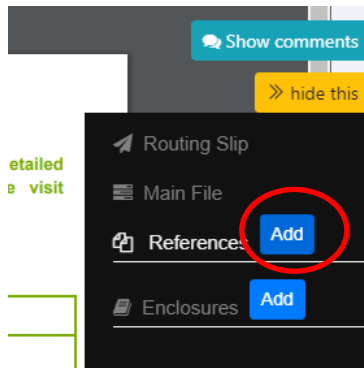 Show comments
hide this
etailed
e visit
Routing Slip
Main File
References Add
Enclosures Add